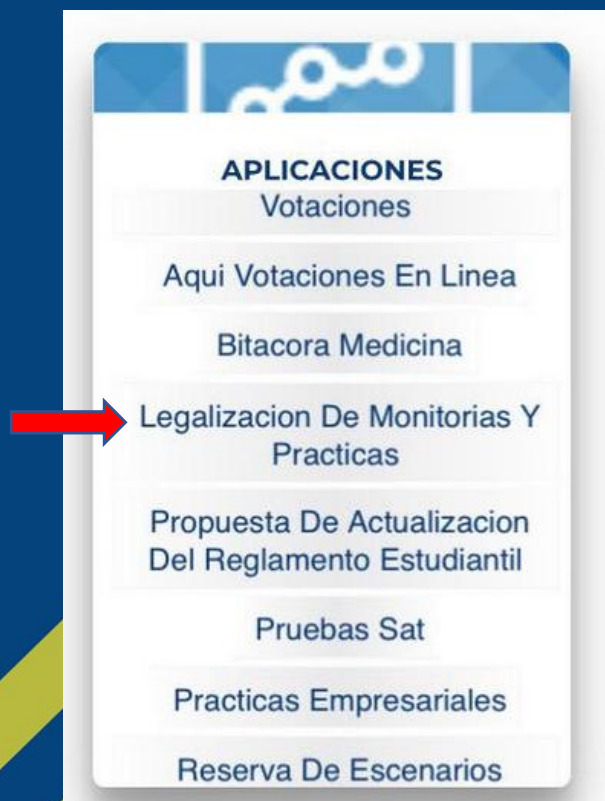 APLICACIONES
Votaciones
Aqui Votaciones En Linea
Bitacora Medicina
Legalizacion De Monitorias Y
Practicas
Propuesta De Actualizacion
Del Reglamento Estudiantil
Pruebas Sat
Practicas Empresariales
Reserva De Escenarios